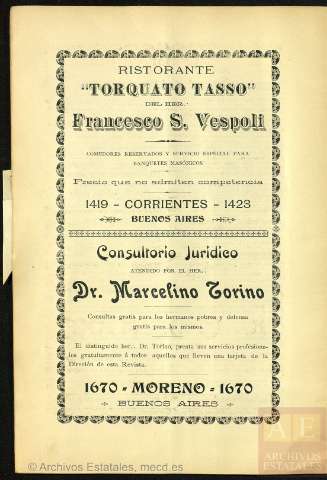 RISTORANTE
"TORQUATO TASSO"
DEL HER.·.
Francesco S. Vespoli
COMEDORES RESERVADOS Y SERVICIO ESPECIAL PARA
BANQUETES MASÓNICOS
Precio que no admiten competencia
1419 - CORRIENTES - 1423
BUENOS AIRES
Consultorio Jurídico
ATENDIDO POR EL HER.·.
Dr. Marcelino Torino
Consultas gratis para los hermanos pobres y defensa
gratis para los mismos.
El distinguido her.·. Dr. Torino, presta sus servicios profesiona-
les gratuitamente á todos aquellos que lleven una tarjeta de la
Dirección de esta Revista.
1670 - MORENO - 1670
BUENOS AIRES
AE
ARCHIVOS
ESTATALES
© Archivos Estatales, mecd.es